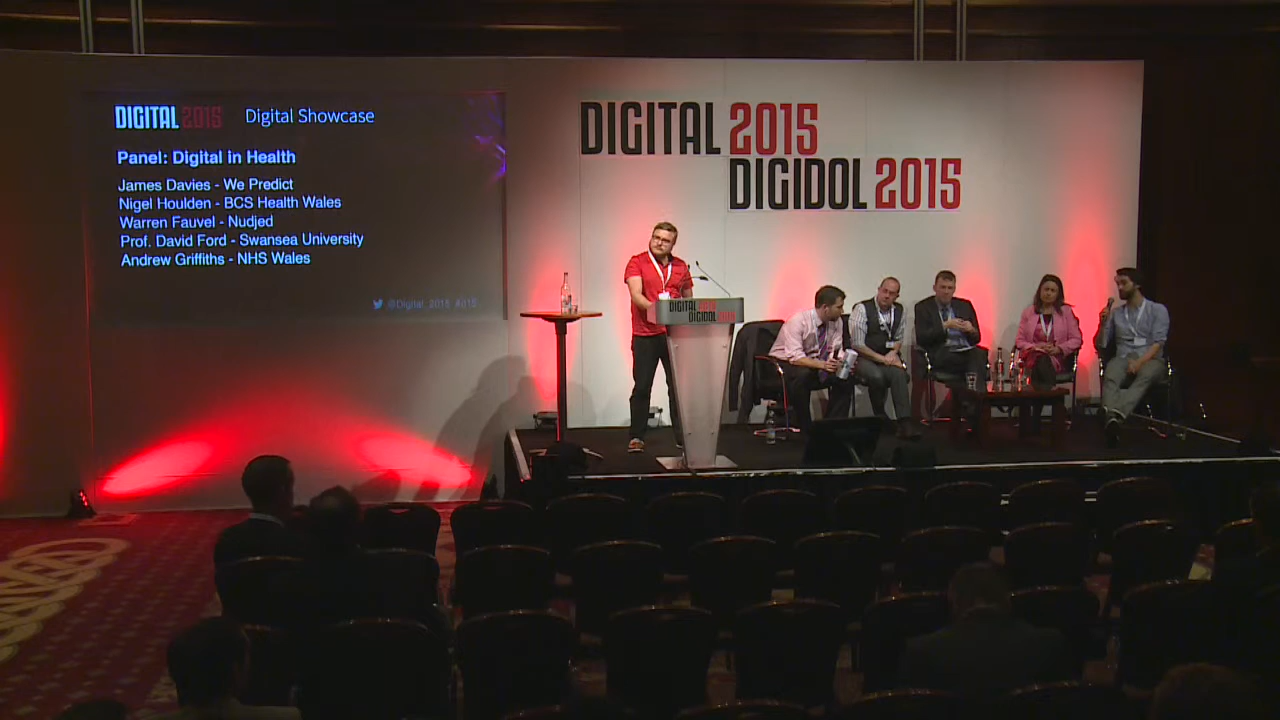 DIGITAL 2015 Digital Showcase
Panel: Digital in Health
James Davies - We Predict
Nigel Houlden - BCS Health Wales
Warren Fauvel - Nudjed
Prof. David Ford - Swansea University
Andrew Griffiths - NHS Wales
@Digital_2015
DIGITAL 2015
DIGIDOL 2015
DIGITAL 2015
DIGIDOL 2015